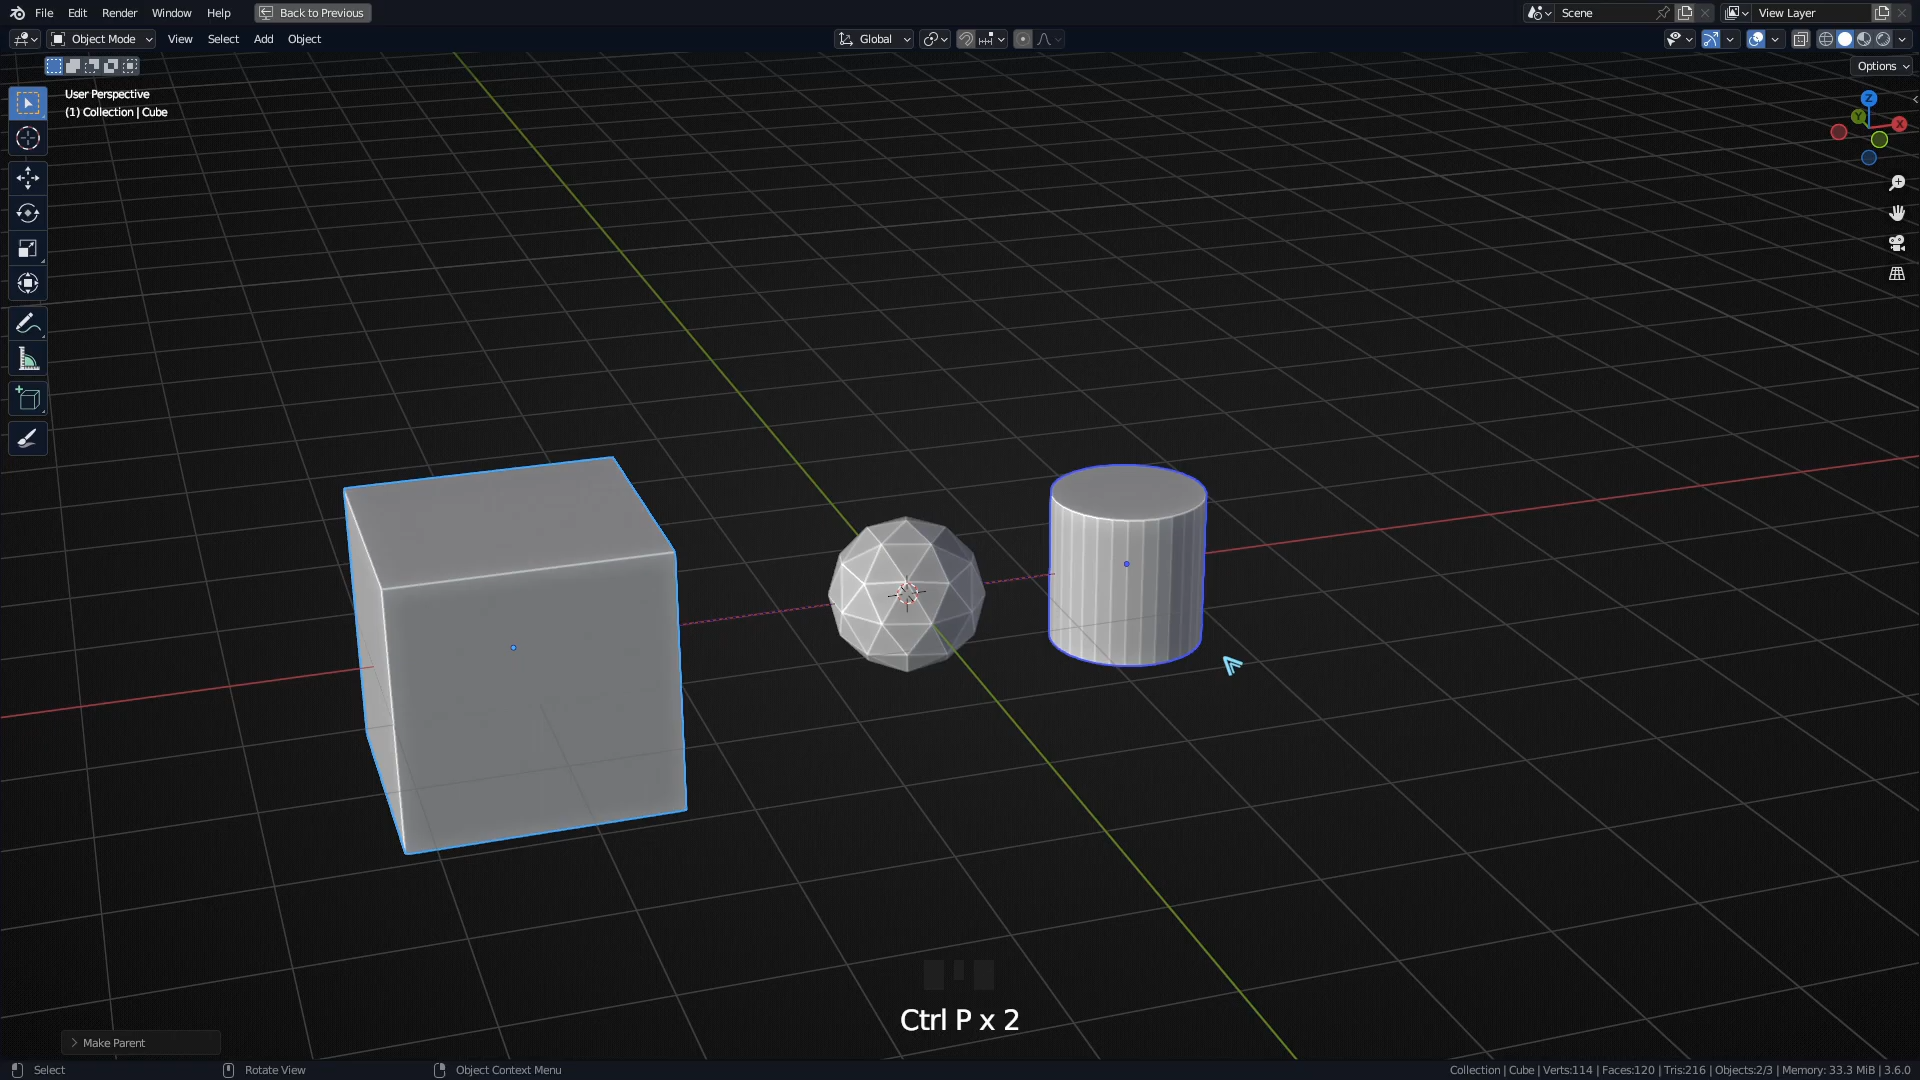 File Edit Render Window Help Back to Previous Scene View Layer
Object Mode View Select Add Object Global
Options
User Perspective
(1) Collection | Cube
Z
Y
X
Ctrl P x 2
Make Parent
Select Rotate View Object Context Menu Collection | Cube | Verts:114 | Faces:120 | Tris:216 | Objects:2/3 | Memory: 33.3 MiB | 3.6.0